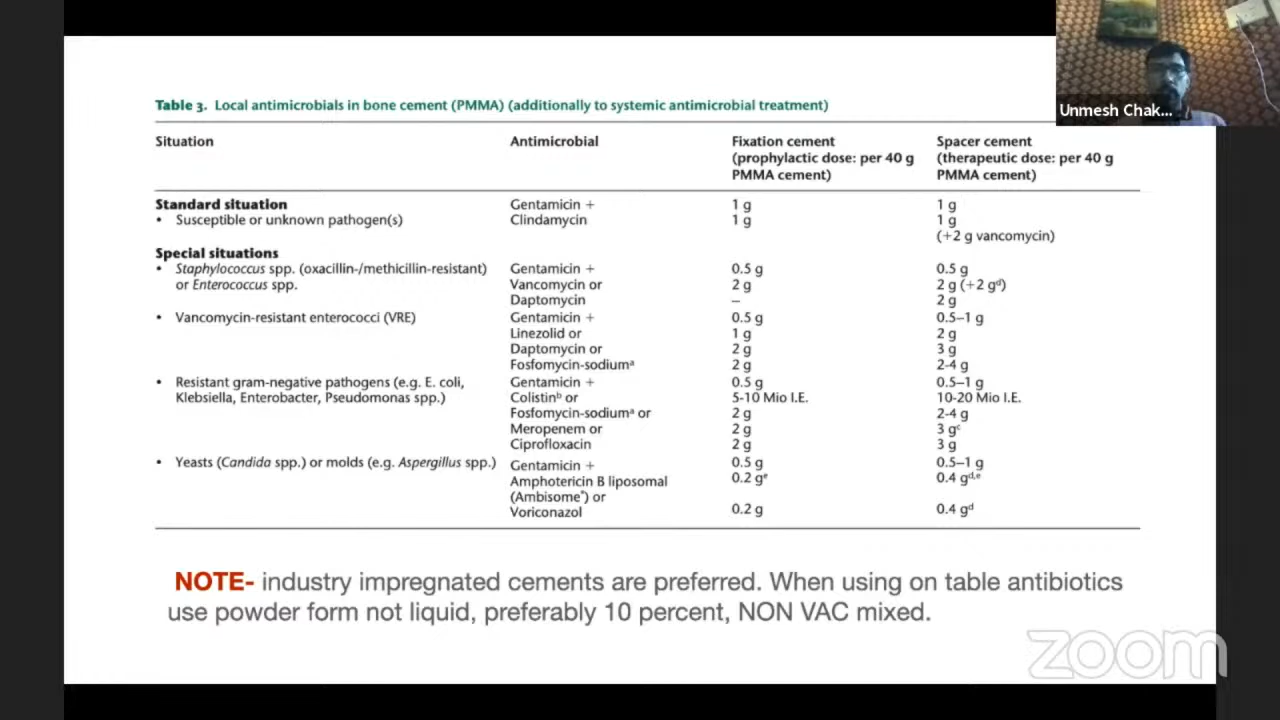 Unmesh Chak...
Table 3. Local antimicrobials in bone cement (PMMA) (additionally to systemic antimicrobial treatment)
Situation Antimicrobial Fixation cement Spacer cement
(prophylactic dose: per 40 g (therapeutic dose: per 40 g
PMMA cement) PMMA cement)
Standard situation Gentamicin + 1 g 1 g
• Susceptible or unknown pathogen(s) Clindamycin 1 g 1 g
(+2 g vancomycin)
Special situations
• Staphylococcus spp. (oxacillin-/methicillin-resistant) Gentamicin + 0.5 g 0.5 g
or Enterococcus spp. Vancomycin or 2 g 2 g (+2 gᵈ)
Daptomycin – 2 g
• Vancomycin-resistant enterococci (VRE) Gentamicin + 0.5 g 0.5–1 g
Linezolid or 1 g 2 g
Daptomycin or 2 g 3 g
Fosfomycin-sodiumᵃ 2 g 2-4 g
• Resistant gram-negative pathogens (e.g. E. coli, Gentamicin + 0.5 g 0.5–1 g
Klebsiella, Enterobacter, Pseudomonas spp.) Colistinᵇ or 5-10 Mio I.E. 10-20 Mio I.E.
Fosfomycin-sodiumᵃ or 2 g 2-4 g
Meropenem or 2 g 3 gᶜ
Ciprofloxacin 2 g 3 g
• Yeasts (Candida spp.) or molds (e.g. Aspergillus spp.) Gentamicin + 0.5 g 0.5–1 g
Amphotericin B liposomal 0.2 gᵉ 0.4 gᵈ,ᵉ
(Ambisome®) or
Voriconazol 0.2 g 0.4 gᵈ
NOTE- industry impregnated cements are preferred. When using on table antibiotics
use powder form not liquid, preferably 10 percent, NON VAC mixed.
zoom